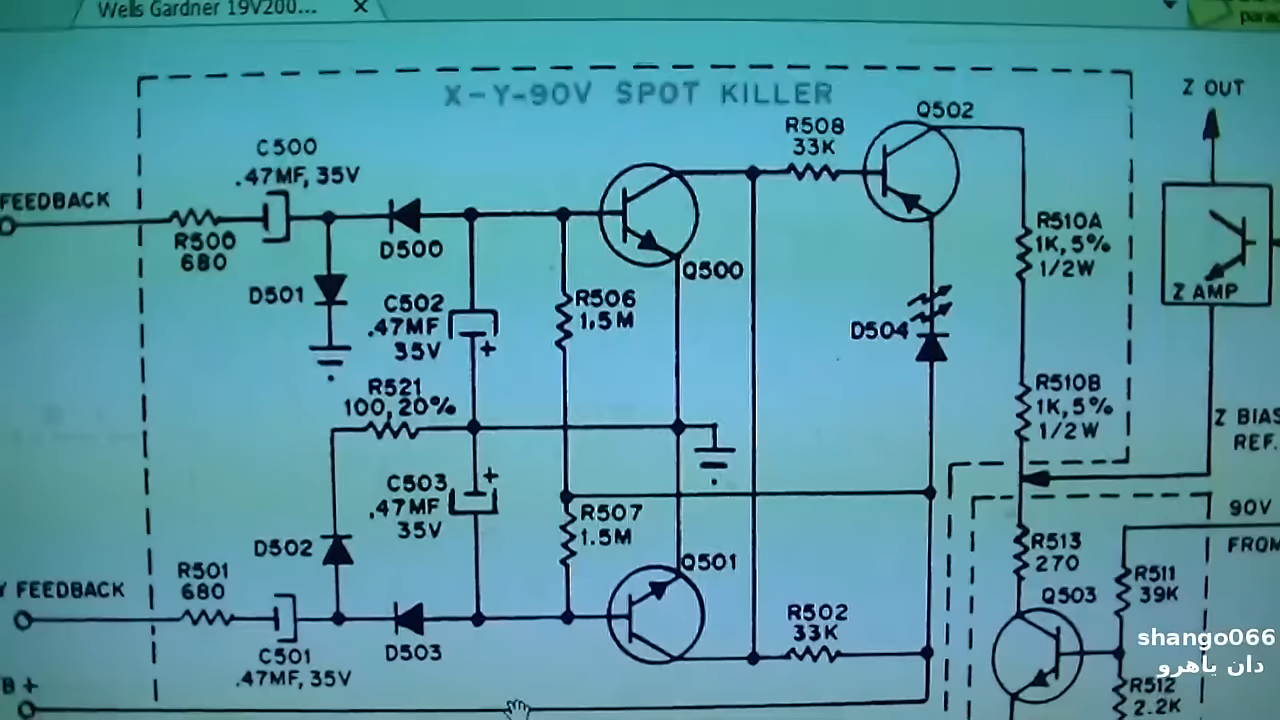 Wells Gardner 19V200...
X-Y-90V SPOT KILLER
Q502
Z OUT
R508
33K
C500
.47MF, 35V
FEEDBACK
R500
680
D500
Q500
R510A
1K, 5%
1/2W
Z AMP
D501
C502
.47MF
35V
+
R506
1.5M
D504
R521
100, 20%
R510B
1K, 5%
1/2W
Z BIAS
REF.
C503
.47MF
35V
+
R507
1.5M
90V
FROM
D502
R513
270
R511
39K
Q501
R501
680
Y FEEDBACK
Q503
R502
33K
D503
C501
.47MF, 35V
B +
R512
2.2K
shango066
دان ياهرو